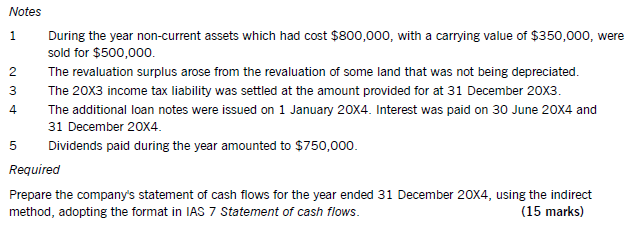 Notes
1 During the year non-current assets which had cost $800,000, with a carrying value of $350,000, were
sold for $500,000.
2 The revaluation surplus arose from the revaluation of some land that was not being depreciated.
3 The 20X3 income tax liability was settled at the amount provided for at 31 December 20X3.
4 The additional loan notes were issued on 1 January 20X4. Interest was paid on 30 June 20X4 and
31 December 20X4.
5 Dividends paid during the year amounted to $750,000.
Required
Prepare the company's statement of cash flows for the year ended 31 December 20X4, using the indirect
method, adopting the format in IAS 7 Statement of cash flows. (15 marks)